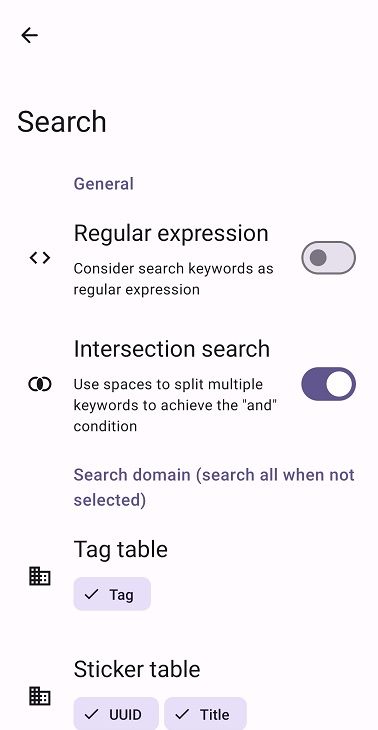 Search
General
Regular expression
Consider search keywords as
regular expression
Intersection search
Use spaces to split multiple
keywords to achieve the "and"
condition
Search domain (search all when not
selected)
Tag table
Tag
Sticker table
UUID
Title